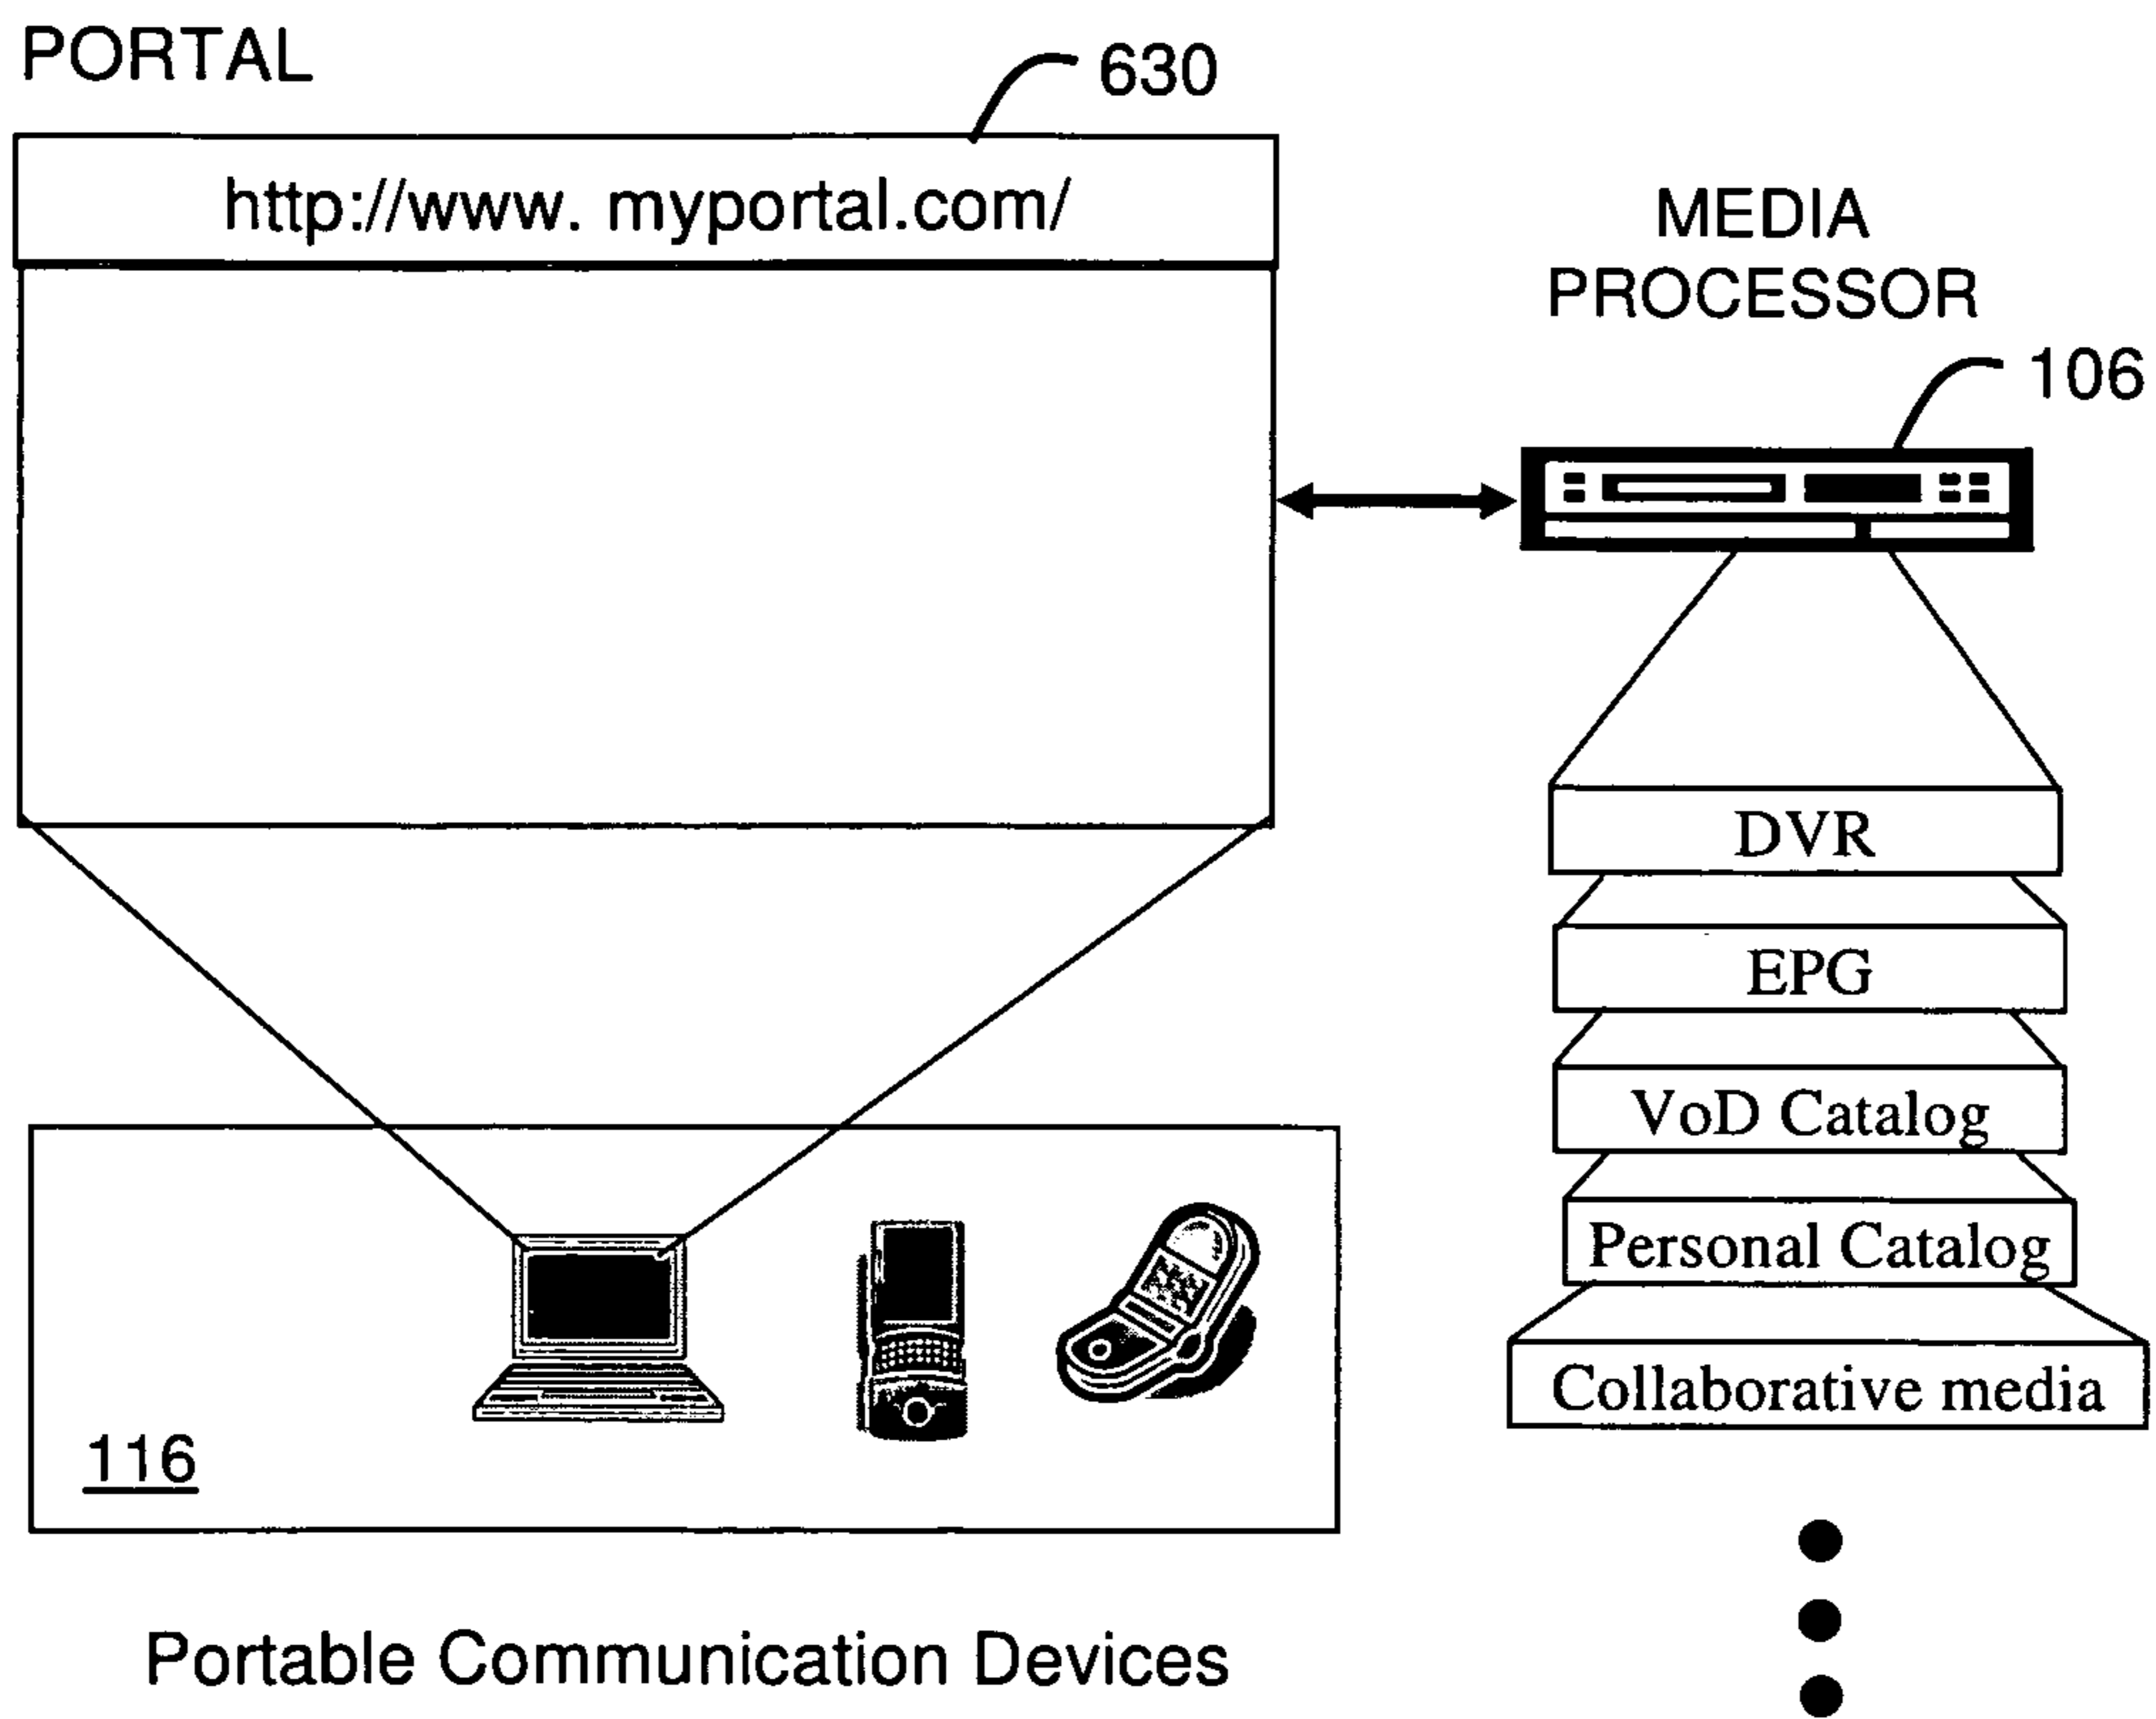 PORTAL
630
http://www. myportal.com/
MEDIA
PROCESSOR
106
DVR
EPG
VoD Catalog
Personal Catalog
Collaborative media
116
Portable Communication Devices